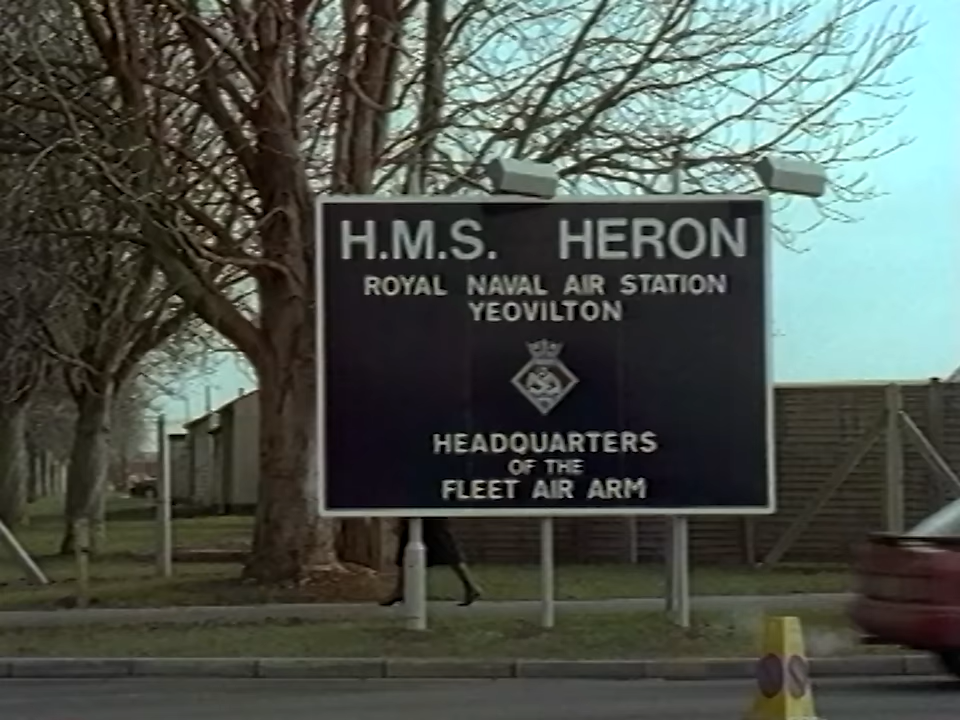 H.M.S. HERON
ROYAL NAVAL AIR STATION
YEOVILTON
HEADQUARTERS
OF THE
FLEET AIR ARM